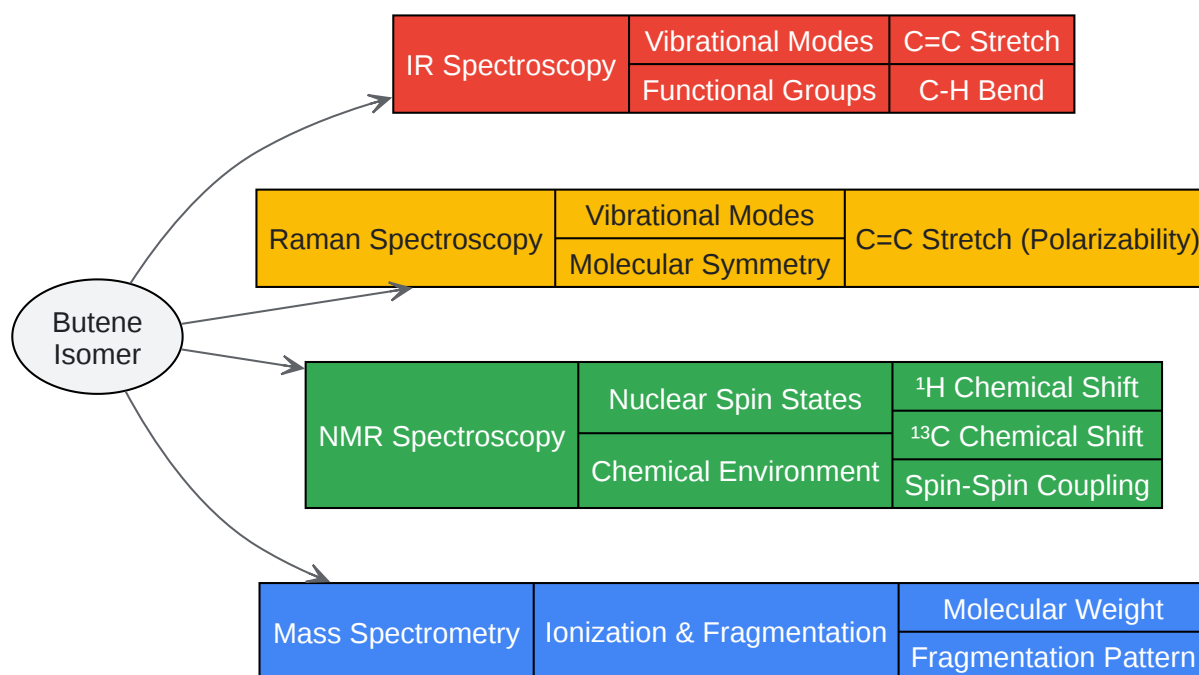 IR Spectroscopy
Vibrational Modes
Functional Groups
C=C Stretch
C-H Bend
Raman Spectroscopy
Vibrational Modes
Molecular Symmetry
C=C Stretch (Polarizability)
Butene
Isomer
NMR Spectroscopy
Nuclear Spin States
Chemical Environment
¹H Chemical Shift
¹³C Chemical Shift
Spin-Spin Coupling
Mass Spectrometry
Ionization & Fragmentation
Molecular Weight
Fragmentation Pattern